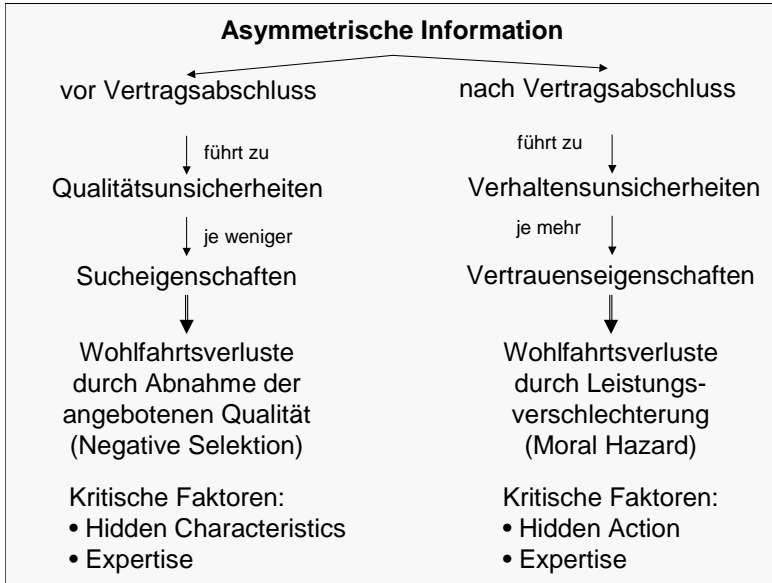 Asymmetrische Information
vor Vertragsabschluss
führt zu
Qualitätsunsicherheiten
je weniger
Sucheigenschaften
Wohlfahrtsverluste
durch Abnahme der
angebotenen Qualität
(Negative Selektion)
Kritische Faktoren:
• Hidden Characteristics
• Expertise
nach Vertragsabschluss
führt zu
Verhaltensunsicherheiten
je mehr
Vertrauenseigenschaften
Wohlfahrtsverluste
durch Leistungs-
verschlechterung
(Moral Hazard)
Kritische Faktoren:
• Hidden Action
• Expertise